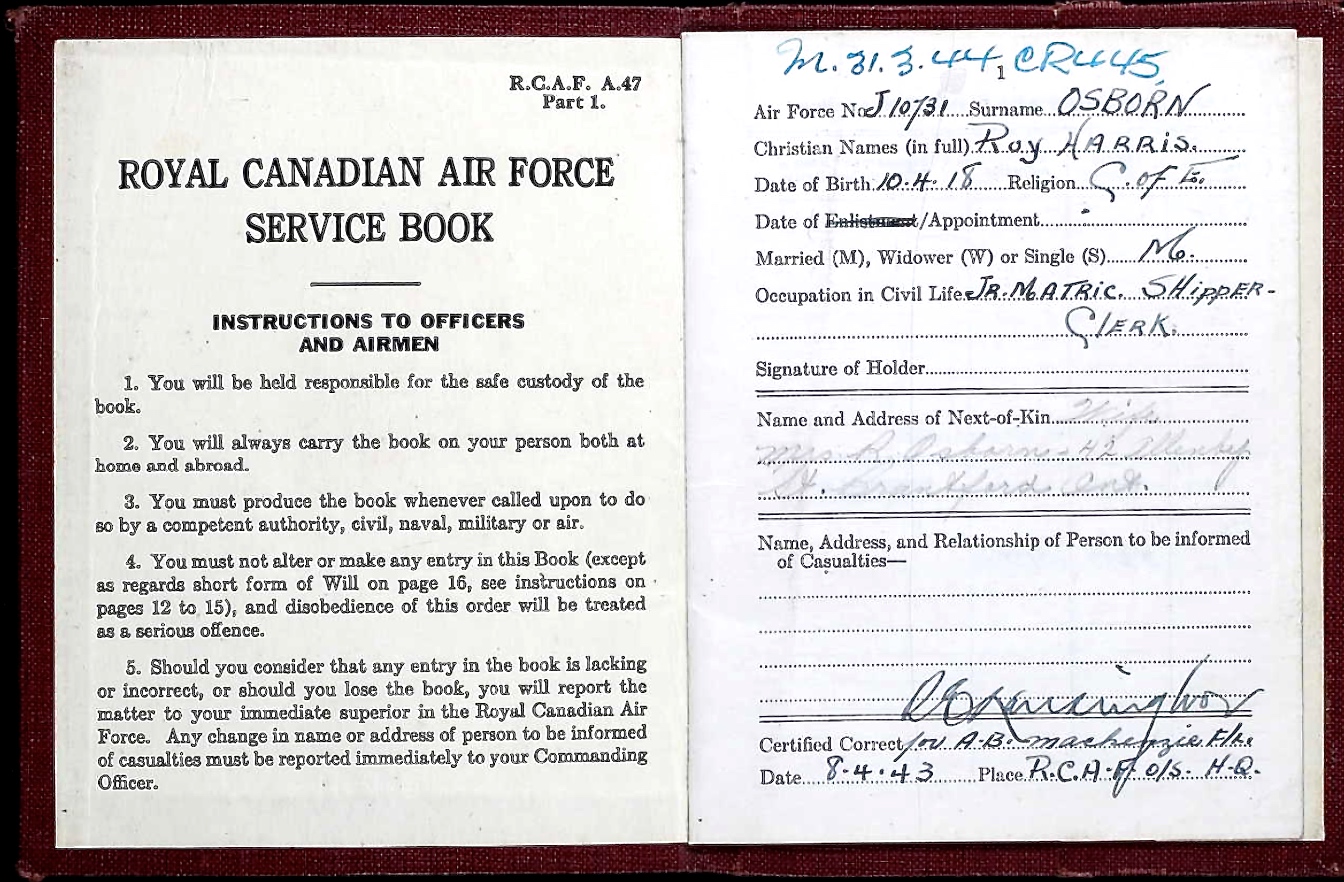 R.C.A.F. A.47
Part 1.
ROYAL CANADIAN AIR FORCE
SERVICE BOOK
INSTRUCTIONS TO OFFICERS
AND AIRMEN
1. You will be held responsible for the safe custody of the
book.
2. You will always carry the book on your person both at
home and abroad.
3. You must produce the book whenever called upon to do
so by a competent authority, civil, naval, military or air.
4. You must not alter or make any entry in this Book (except
as regards short form of Will on page 16, see instructions on
pages 12 to 15), and disobedience of this order will be treated
as a serious offence.
5. Should you consider that any entry in the book is lacking
or incorrect, or should you lose the book, you will report the
matter to your immediate superior in the Royal Canadian Air
Force. Any change in name or address of person to be informed
of casualties must be reported immediately to your Commanding
Officer.
M. 31.3.44, CR445
1
Air Force No J10731 Surname OSBORN
Christian Names (in full) Roy HARRIS.
Date of Birth 10.4.18 Religion C. of E.
Date of Enlistment/Appointment
Married (M), Widower (W) or Single (S) M.
Occupation in Civil Life JR. MATRIC. SHIPPER-
CLERK.
Signature of Holder
Name and Address of Next-of-Kin Wife
Mrs. R. Osborn - 42 Allenby
St. Brantford. Ont.
Name, Address, and Relationship of Person to be informed
of Casualties—
Certified Correct for A.B. Mackenzie F/L.
Date 8.4.43 Place R.C.A.F. O/S. H.Q.